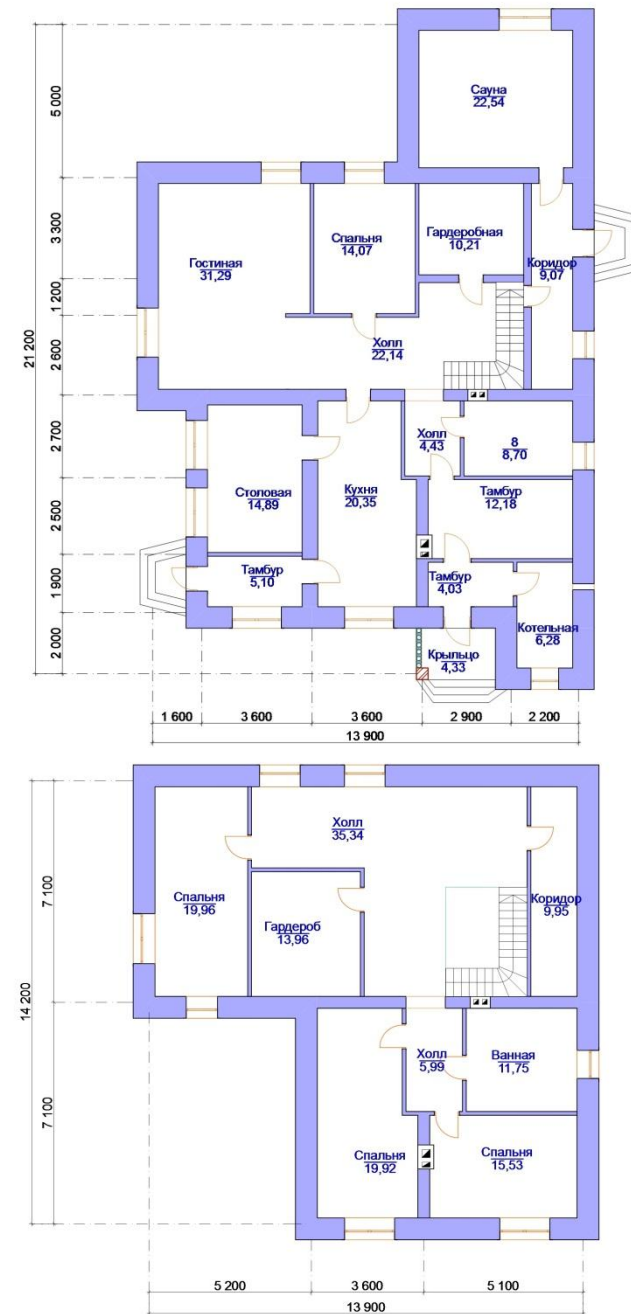 Сауна
22,54
5 000
3 300
1 200
2 600
2 700
2 500
1 900
2 000
21 200
Гостиная
31,29
Спальня
14,07
Гардеробная
10,21
Коридор
9,07
Холл
22,14
Холл
4,43
8
8,70
Столовая
14,89
Кухня
20,35
Тамбур
12,18
Тамбур
5,10
Тамбур
4,03
Котельная
6,28
Крыльцо
4,33
1 600
3 600
3 600
2 900
2 200
13 900
Холл
35,34
Спальня
19,96
Гардероб
13,96
Коридор
9,95
7 100
14 200
7 100
Холл
5,99
Ванная
11,75
Спальня
19,92
Спальня
15,53
5 200
3 600
5 100
13 900